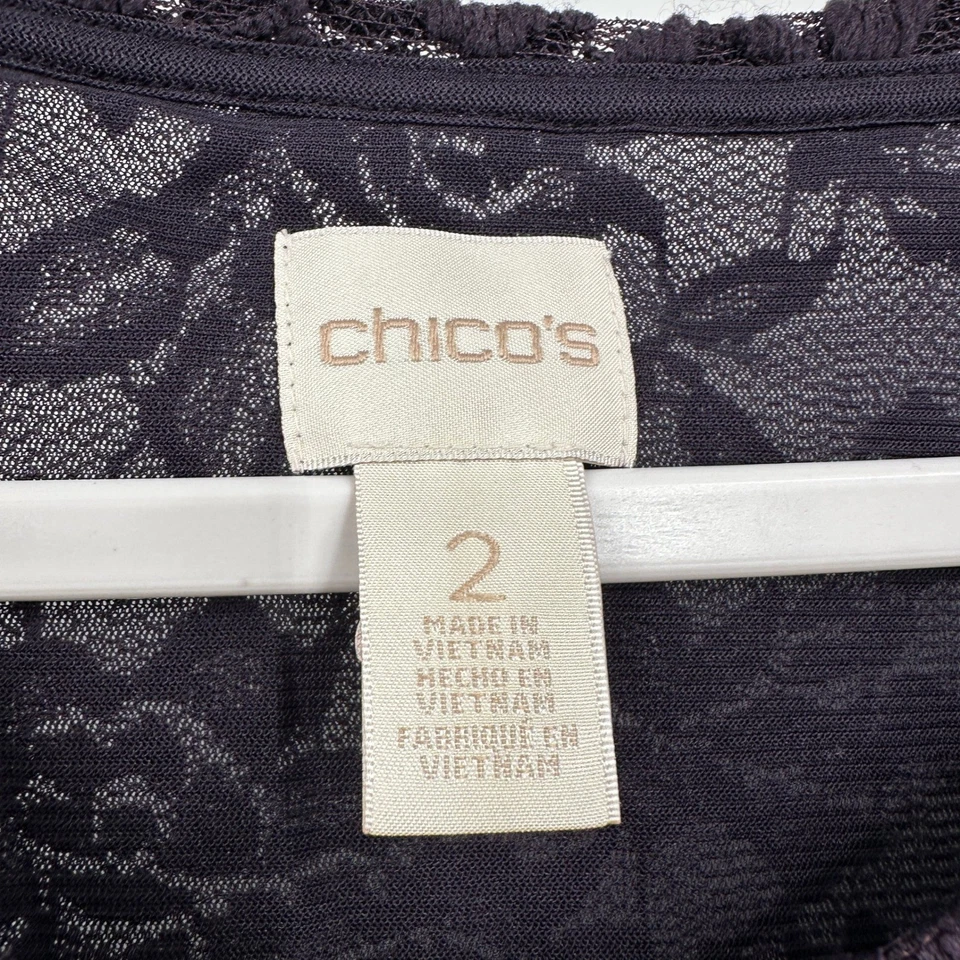 chico's
2
MADE IN
VIETNAM
HECHO EN
VIETNAM
FABRIQUÉ EN
VIETNAM